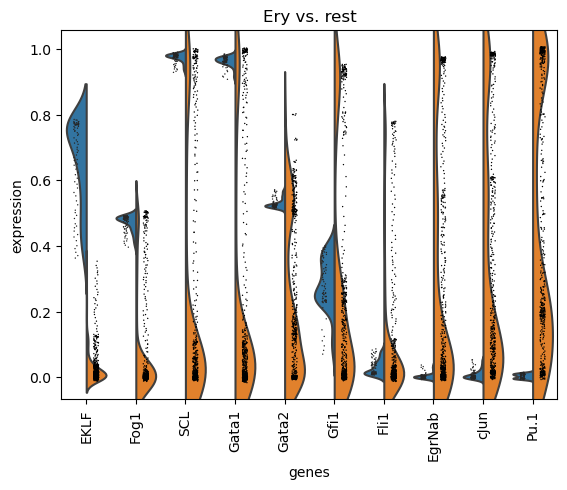 Ery vs. rest
expression
1.0
0.8
0.6
0.4
0.2
0.0
EKLF
Fog1
SCL
Gata1
Gata2
Gfi1
Fli1
EgrNab
cJun
Pu.1
genes